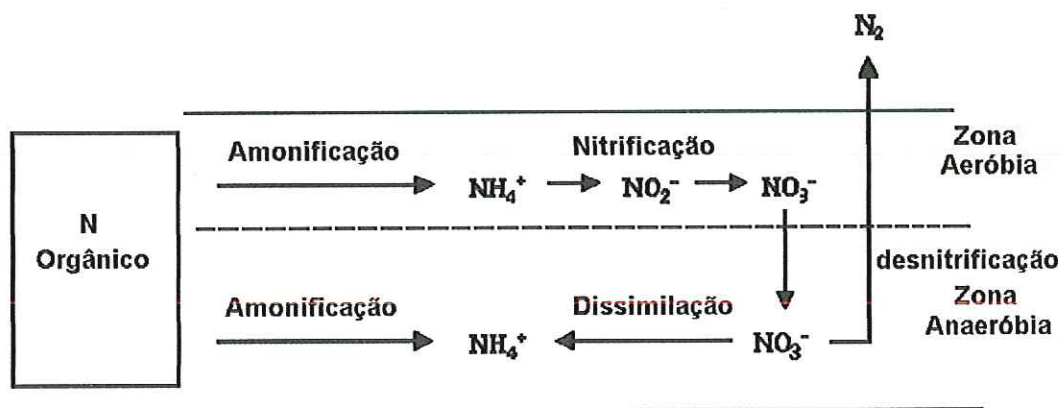 N₂
Zona
Aeróbia
Amonificação
Nitrificação
NH₄⁺
NO₂⁻
NO₃⁻
N
Orgânico
desnitrificação
Zona
Anaeróbia
Amonificação
Dissimilação
NH₄⁺
NO₃⁻